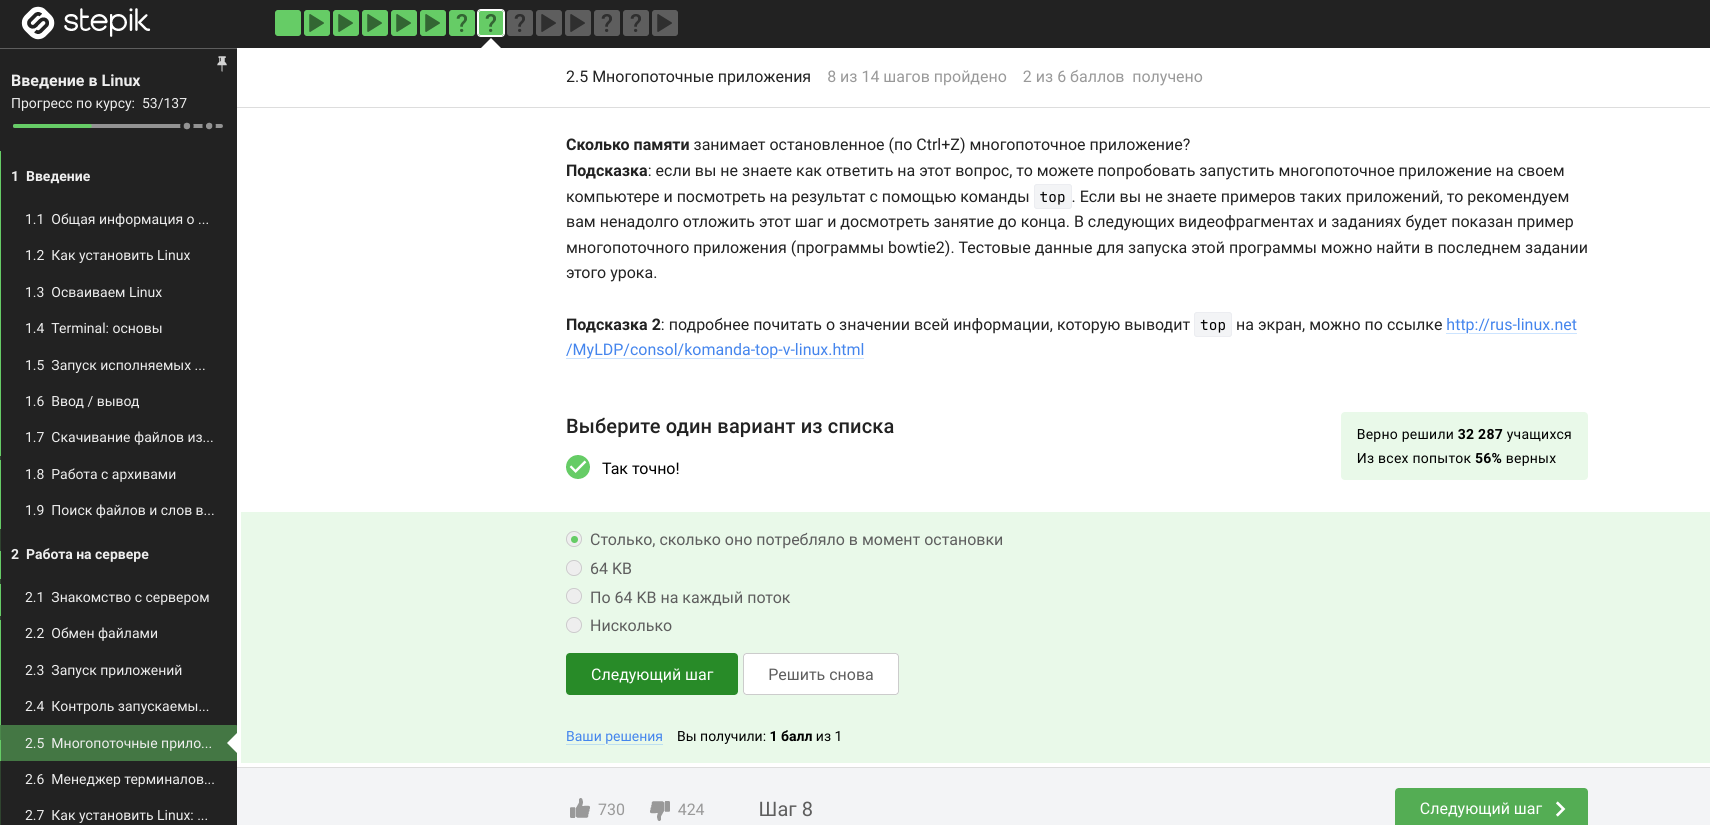 stepik
Введение в Linux
Прогресс по курсу: 53/137
1 Введение
1.1 Общая информация о ...
1.2 Как установить Linux
1.3 Осваиваем Linux
1.4 Terminal: основы
1.5 Запуск исполняемых ...
1.6 Ввод / вывод
1.7 Скачивание файлов из...
1.8 Работа с архивами
1.9 Поиск файлов и слов в...
2 Работа на сервере
2.1 Знакомство с сервером
2.2 Обмен файлами
2.3 Запуск приложений
2.4 Контроль запускаемы...
2.5 Многопоточные прило...
2.6 Менеджер терминалов...
2.7 Как установить Linux: ...
2.5 Многопоточные приложения 8 из 14 шагов пройдено 2 из 6 баллов получено
Сколько памяти занимает остановленное (по Ctrl+Z) многопоточное приложение?
Подсказка: если вы не знаете как ответить на этот вопрос, то можете попробовать запустить многопоточное приложение на своем
компьютере и посмотреть на результат с помощью команды top. Если вы не знаете примеров таких приложений, то рекомендуем
вам ненадолго отложить этот шаг и досмотреть занятие до конца. В следующих видеофрагментах и заданиях будет показан пример
многопоточного приложения (программы bowtie2). Тестовые данные для запуска этой программы можно найти в последнем задании
этого урока.
Подсказка 2: подробнее почитать о значении всей информации, которую выводит top на экран, можно по ссылке http://rus-linux.net
/MyLDP/consol/komanda-top-v-linux.html
Выберите один вариант из списка
Так точно!
Верно решили 32 287 учащихся
Из всех попыток 56% верных
Столько, сколько оно потребляло в момент остановки
64 KB
По 64 KB на каждый поток
Нисколько
Следующий шаг
Решить снова
Ваши решения Вы получили: 1 балл из 1
730 424 Шаг 8
Следующий шаг